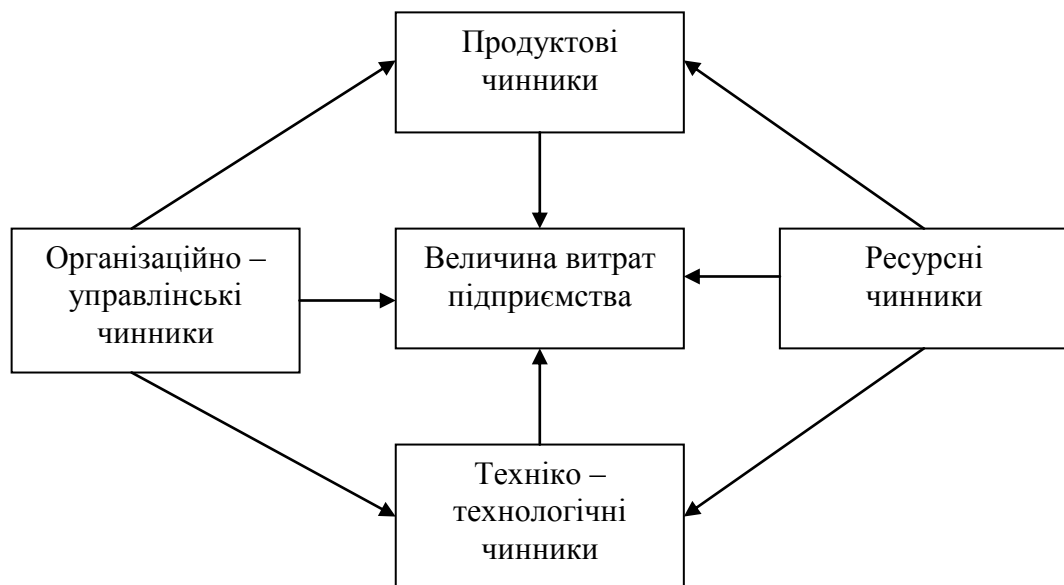 Продуктові
чинники
Організаційно –
управлінські
чинники
Величина витрат
підприємства
Ресурсні
чинники
Техніко –
технологічні
чинники